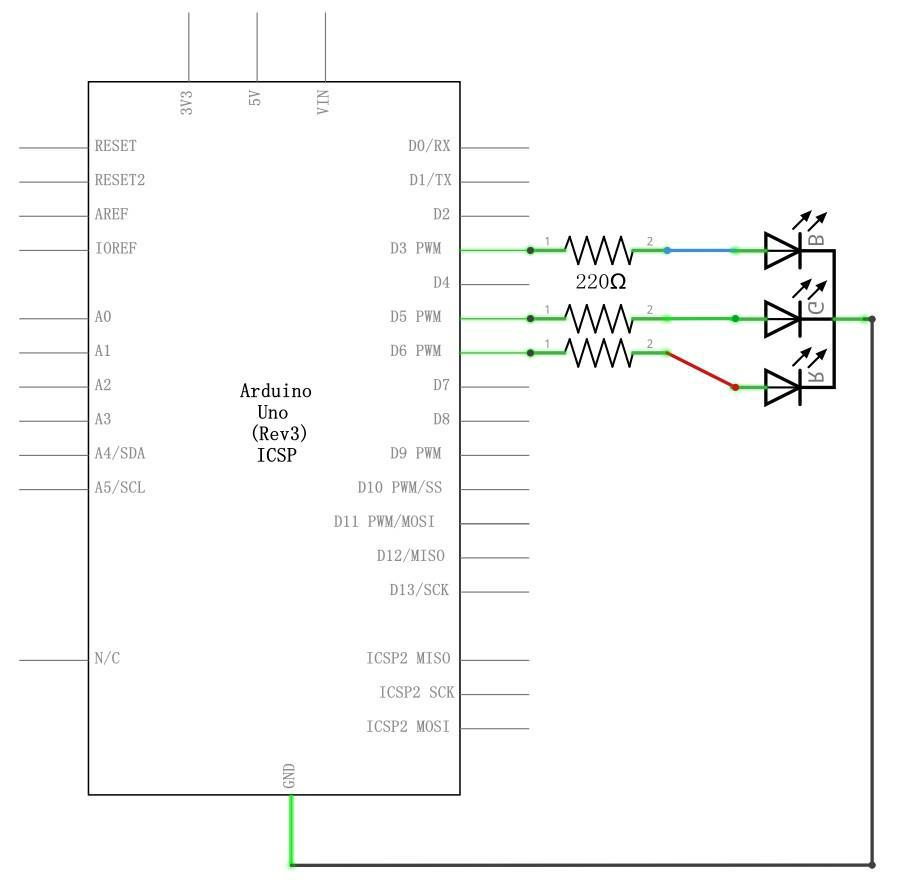 3V3
5V
VIN
RESET
D0/RX
RESET2
D1/TX
AREF
D2
IOREF
D3 PWM
1
2
B
220Ω
D4
A0
D5 PWM
1
2
G
A1
D6 PWM
1
2
R
A2
D7
A3
D8
A4/SDA
D9 PWM
A5/SCL
D10 PWM/SS
Arduino
Uno
(Rev3)
ICSP
D11 PWM/MOSI
D12/MISO
D13/SCK
N/C
ICSP2 MISO
ICSP2 SCK
ICSP2 MOSI
GND